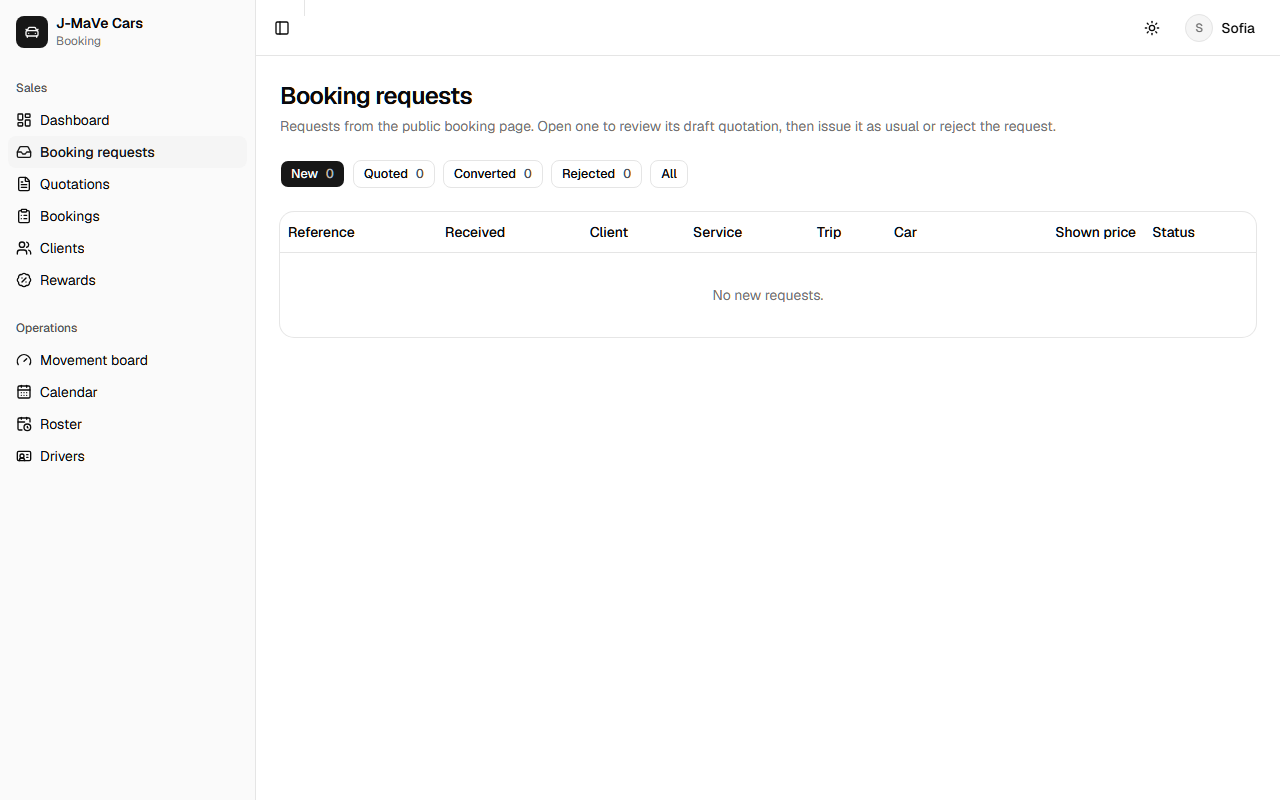 J-MaVe Cars
Booking
Sales
Dashboard
Booking requests
Quotations
Bookings
Clients
Rewards
Operations
Movement board
Calendar
Roster
Drivers
S Sofia
Booking requests
Requests from the public booking page. Open one to review its draft quotation, then issue it as usual or reject the request.
New 0 Quoted 0 Converted 0 Rejected 0 All
Reference Received Client Service Trip Car Shown price Status
No new requests.